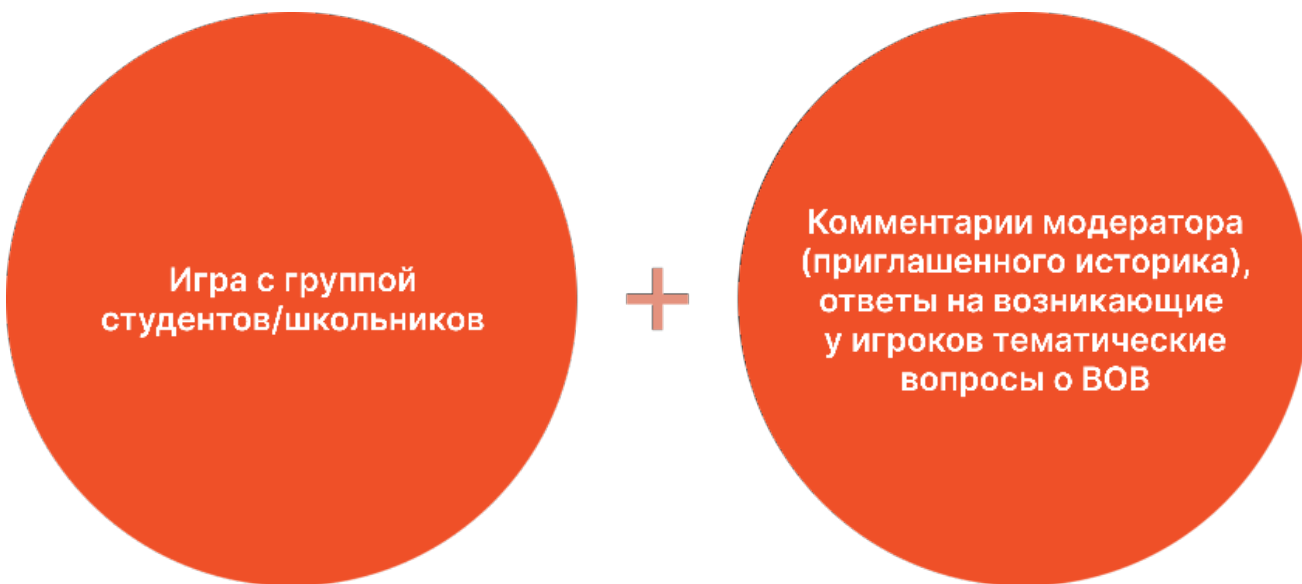 Игра с группой
студентов/школьников
+
Комментарии модератора
(приглашенного историка),
ответы на возникающие
у игроков тематические
вопросы о ВОВ